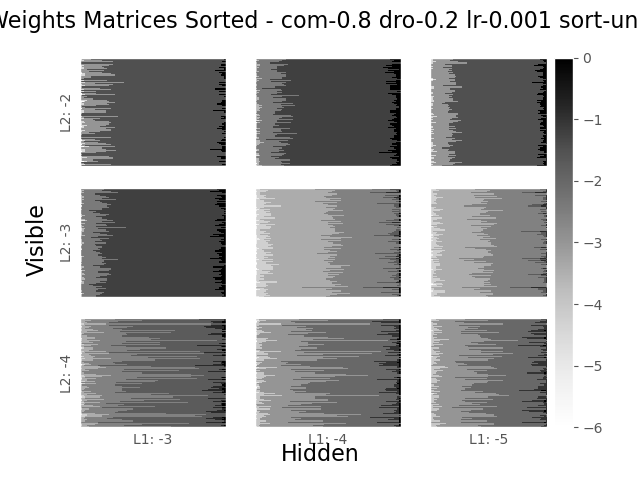 Weights Matrices Sorted - com-0.8 dro-0.2 lr-0.001 sort-un
L2: -2
L2: -3
L2: -4
Visible
L1: -3
L1: -4
L1: -5
Hidden
0
−1
−2
−3
−4
−5
−6